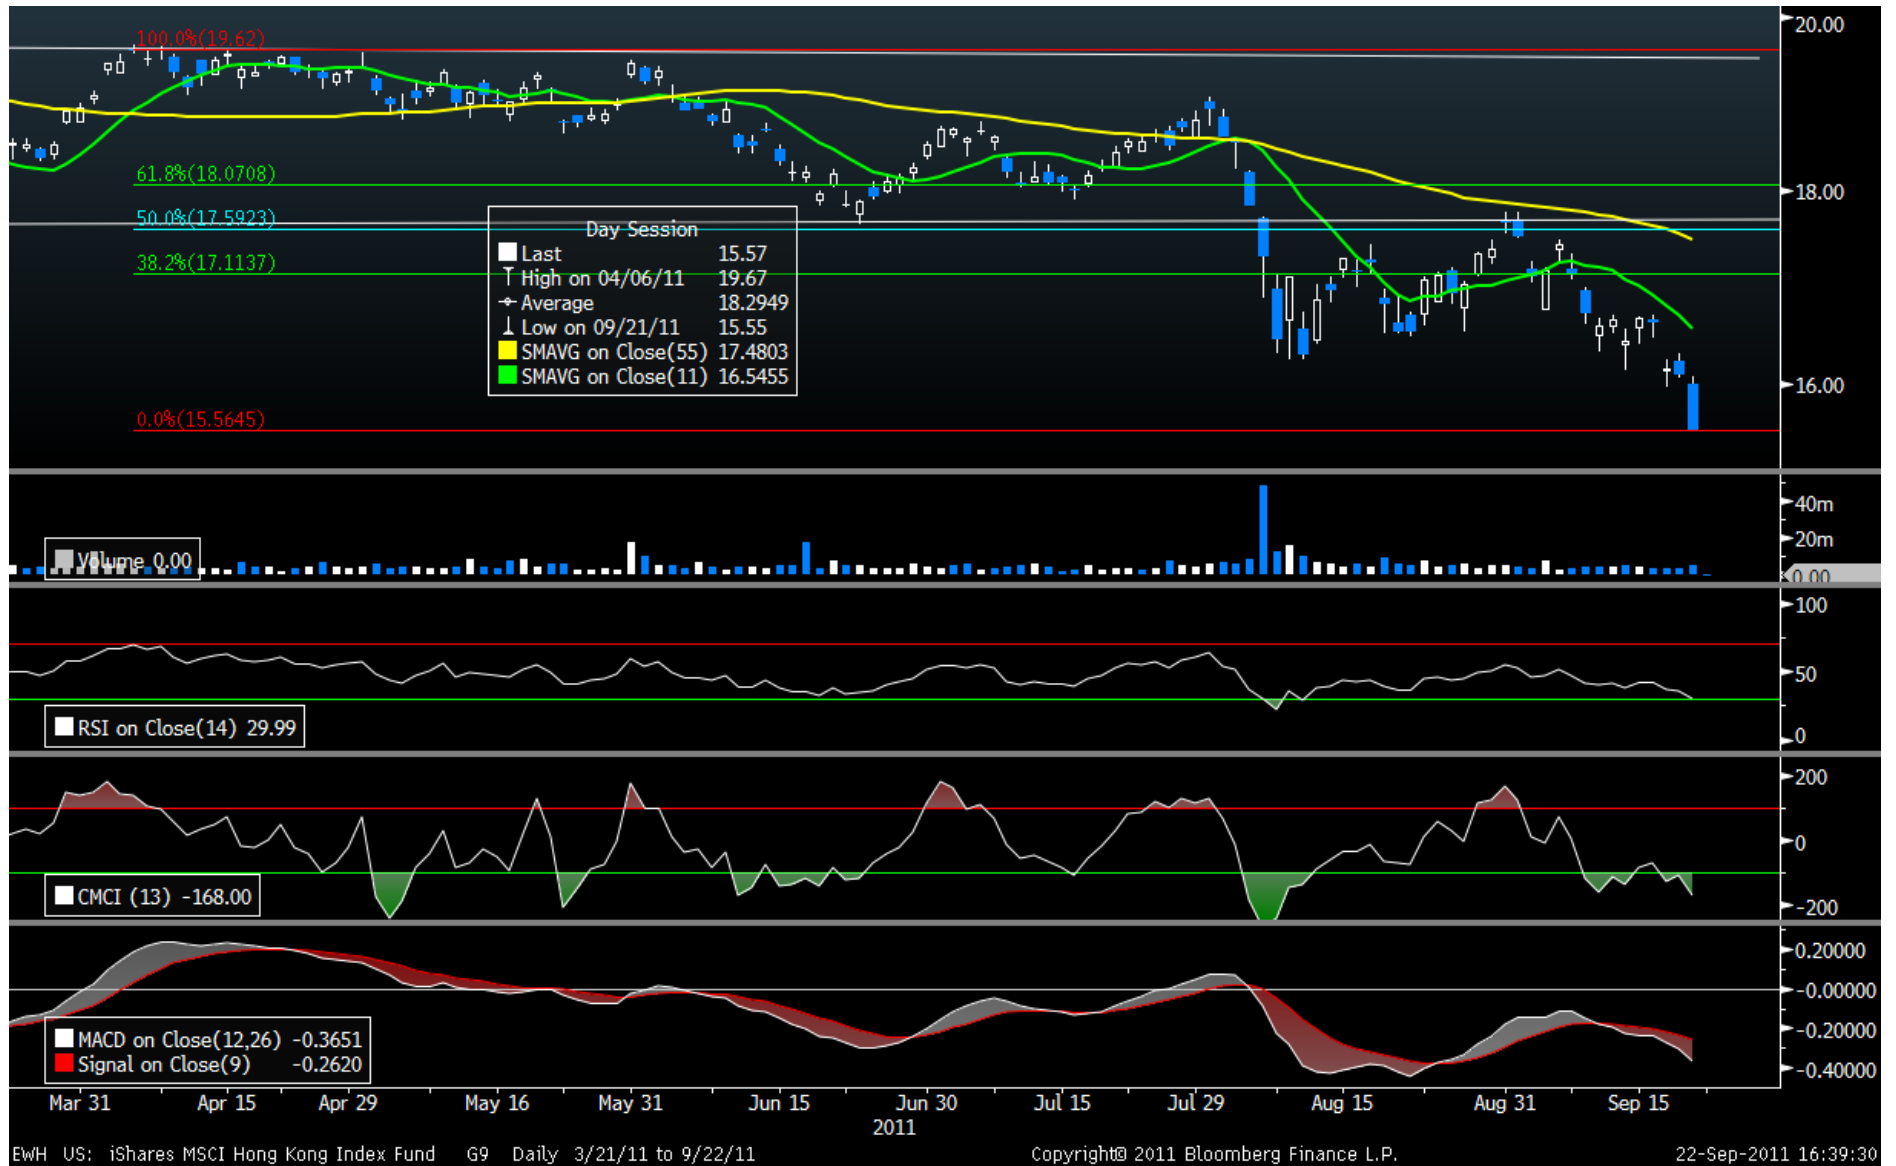 100.0%(19.62)
61.8%(18.0708)
50.0%(17.5923)
38.2%(17.1137)
0.0%(15.5645)
Day Session
Last 15.57
High on 04/06/11 19.67
Average 18.2949
Low on 09/21/11 15.55
SMAVG on Close(55) 17.4803
SMAVG on Close(11) 16.5455
20.00
18.00
16.00
Volume 0.00
40m
20m
0.00
RSI on Close(14) 29.99
100
50
0
CMCI (13) -168.00
200
0
-200
MACD on Close(12,26) -0.3651
Signal on Close(9) -0.2620
0.20000
-0.00000
-0.20000
-0.40000
Mar 31 Apr 15 Apr 29 May 16 May 31 Jun 15 Jun 30 Jul 15 Jul 29 Aug 15 Aug 31 Sep 15
2011
EWH US: iShares MSCI Hong Kong Index Fund G9 Daily 3/21/11 to 9/22/11 Copyright© 2011 Bloomberg Finance L.P. 22-Sep-2011 16:39:30